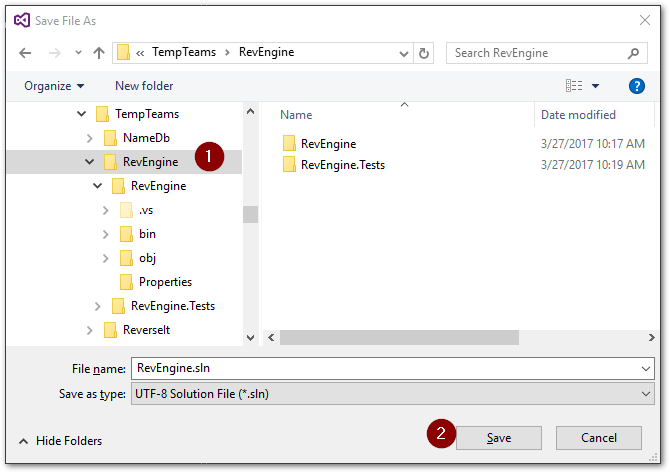 Save File As
« TempTeams > RevEngine
Search RevEngine
Organize
New folder
?
TempTeams
NameDb
RevEngine
1
RevEngine
.vs
bin
obj
Properties
RevEngine.Tests
ReverseIt
Name
Date modified
RevEngine
3/27/2017 10:17 AM
RevEngine.Tests
3/27/2017 10:19 AM
File name:
RevEngine.sln
Save as type:
UTF-8 Solution File (*.sln)
Hide Folders
2
Save
Cancel